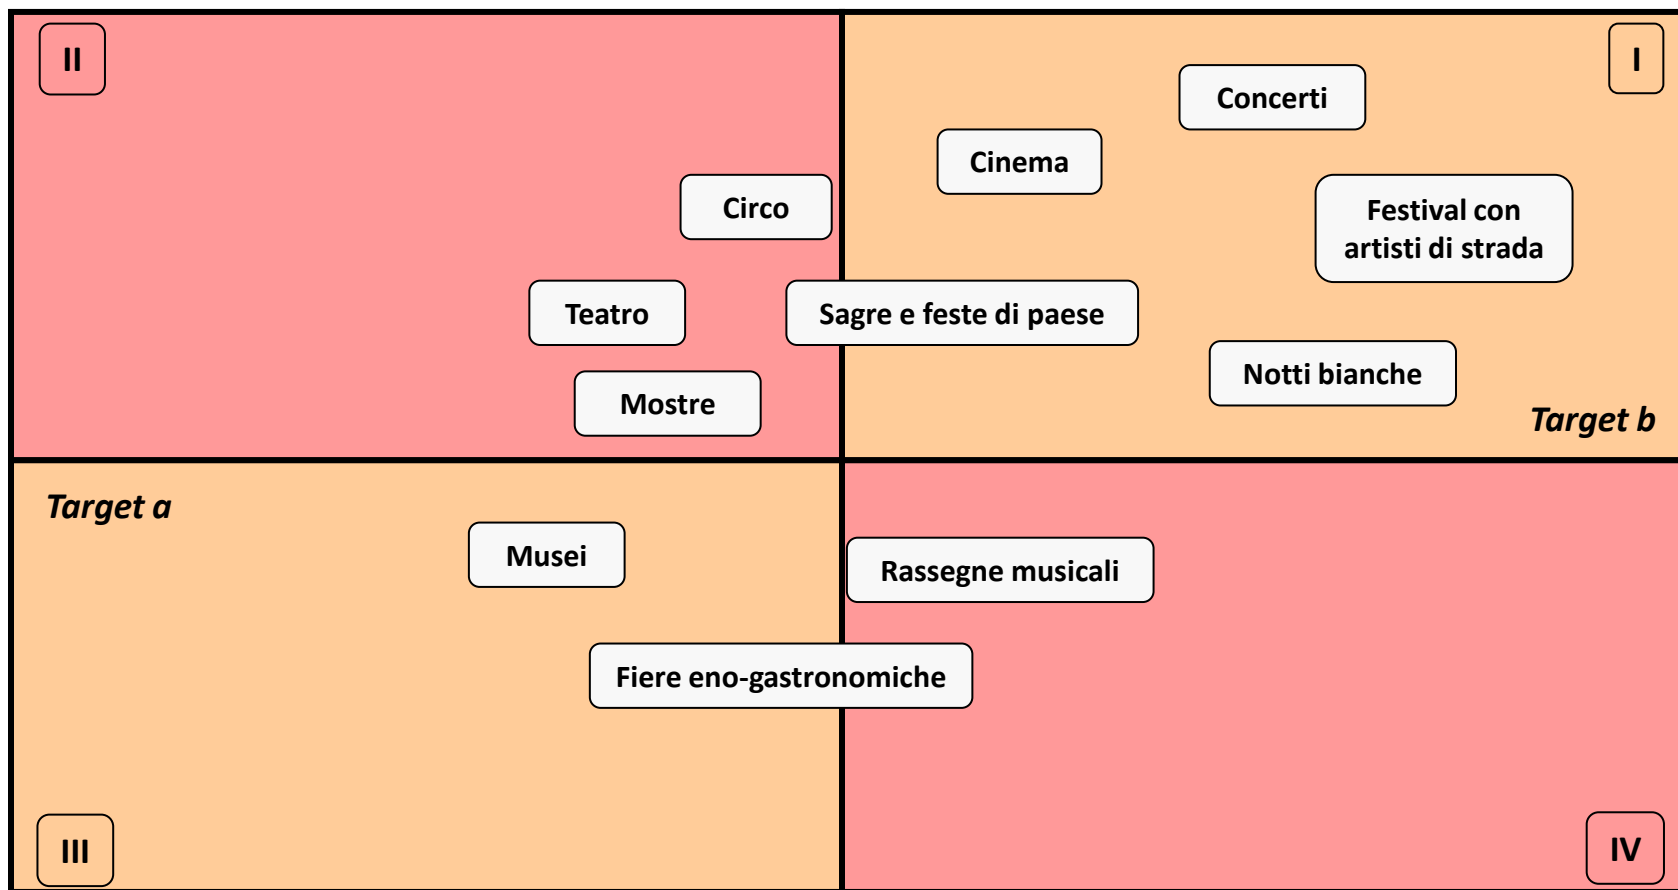 II
I
Concerti
Cinema
Circo
Festival con
artisti di strada
Teatro
Sagre e feste di paese
Notti bianche
Mostre
Target b
Target a
Musei
Rassegne musicali
Fiere eno-gastronomiche
III
IV